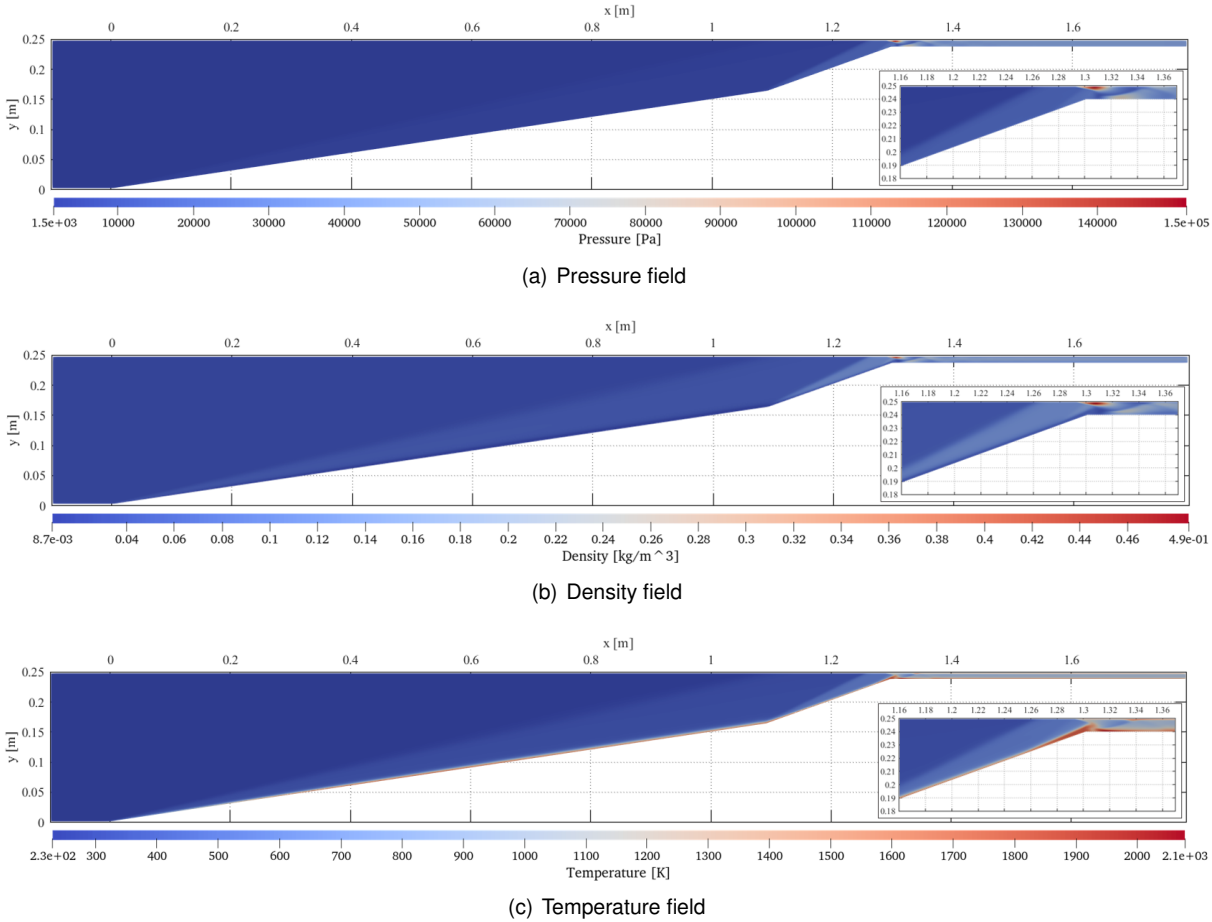 x [m]
0 0.2 0.4 0.6 0.8 1 1.2 1.4 1.6
0.25
0.2
0.15
0.1
0.05
0
y [m]
1.16 1.18 1.2 1.22 1.24 1.26 1.28 1.3 1.32 1.34 1.36
0.25
0.24
0.23
0.22
0.21
0.2
0.19
0.18
1.5e+03 10000 20000 30000 40000 50000 60000 70000 80000 90000 100000 110000 120000 130000 140000 1.5e+05
Pressure [Pa]
(a) Pressure field
x [m]
0 0.2 0.4 0.6 0.8 1 1.2 1.4 1.6
0.25
0.2
0.15
0.1
0.05
0
y [m]
1.16 1.18 1.2 1.22 1.24 1.26 1.28 1.3 1.32 1.34 1.36
0.25
0.24
0.23
0.22
0.21
0.2
0.19
0.18
8.7e-03 0.04 0.06 0.08 0.1 0.12 0.14 0.16 0.18 0.2 0.22 0.24 0.26 0.28 0.3 0.32 0.34 0.36 0.38 0.4 0.42 0.44 0.46 4.9e-01
Density [kg/m^3]
(b) Density field
x [m]
0 0.2 0.4 0.6 0.8 1 1.2 1.4 1.6
0.25
0.2
0.15
0.1
0.05
0
y [m]
1.16 1.18 1.2 1.22 1.24 1.26 1.28 1.3 1.32 1.34 1.36
0.25
0.24
0.23
0.22
0.21
0.2
0.19
0.18
2.3e+02 300 400 500 600 700 800 900 1000 1100 1200 1300 1400 1500 1600 1700 1800 1900 2000 2.1e+03
Temperature [K]
(c) Temperature field